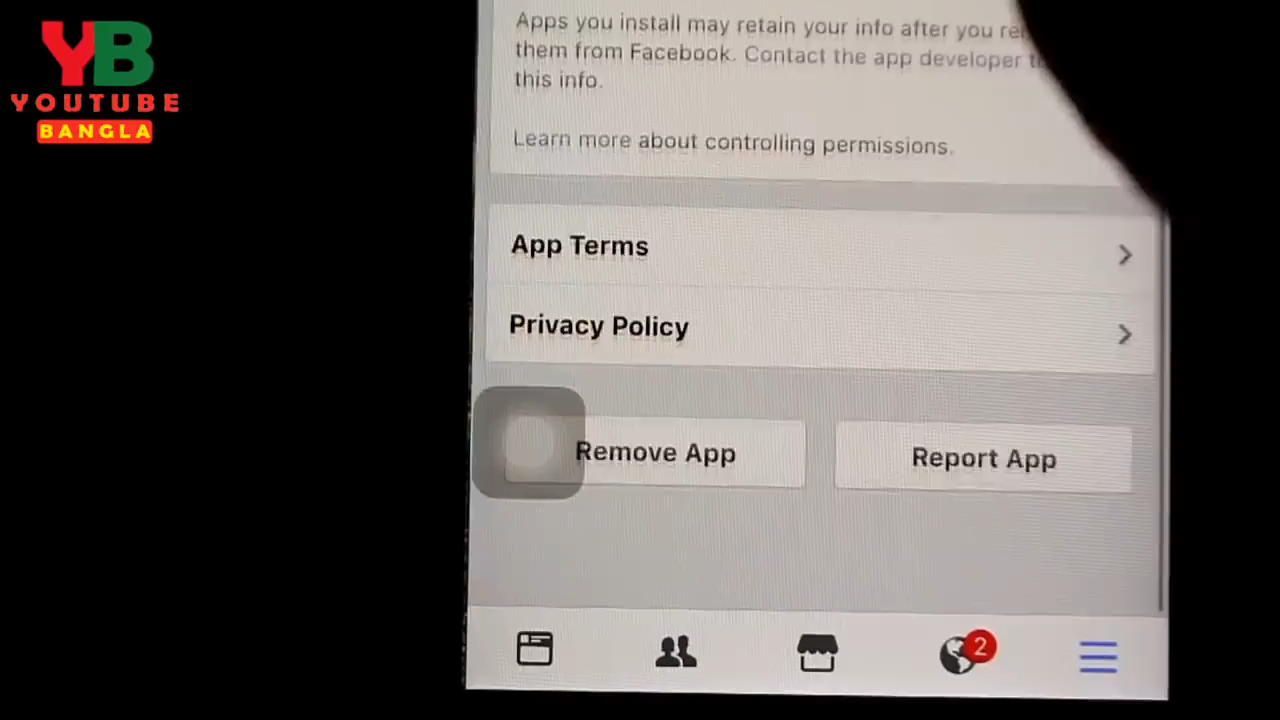 YB
YOUTUBE
BANGLA
Apps you install may retain your info after you
them from Facebook. Contact the app developer
this info.
Learn more about controlling permissions.
App Terms
Privacy Policy
Remove App
Report App
2